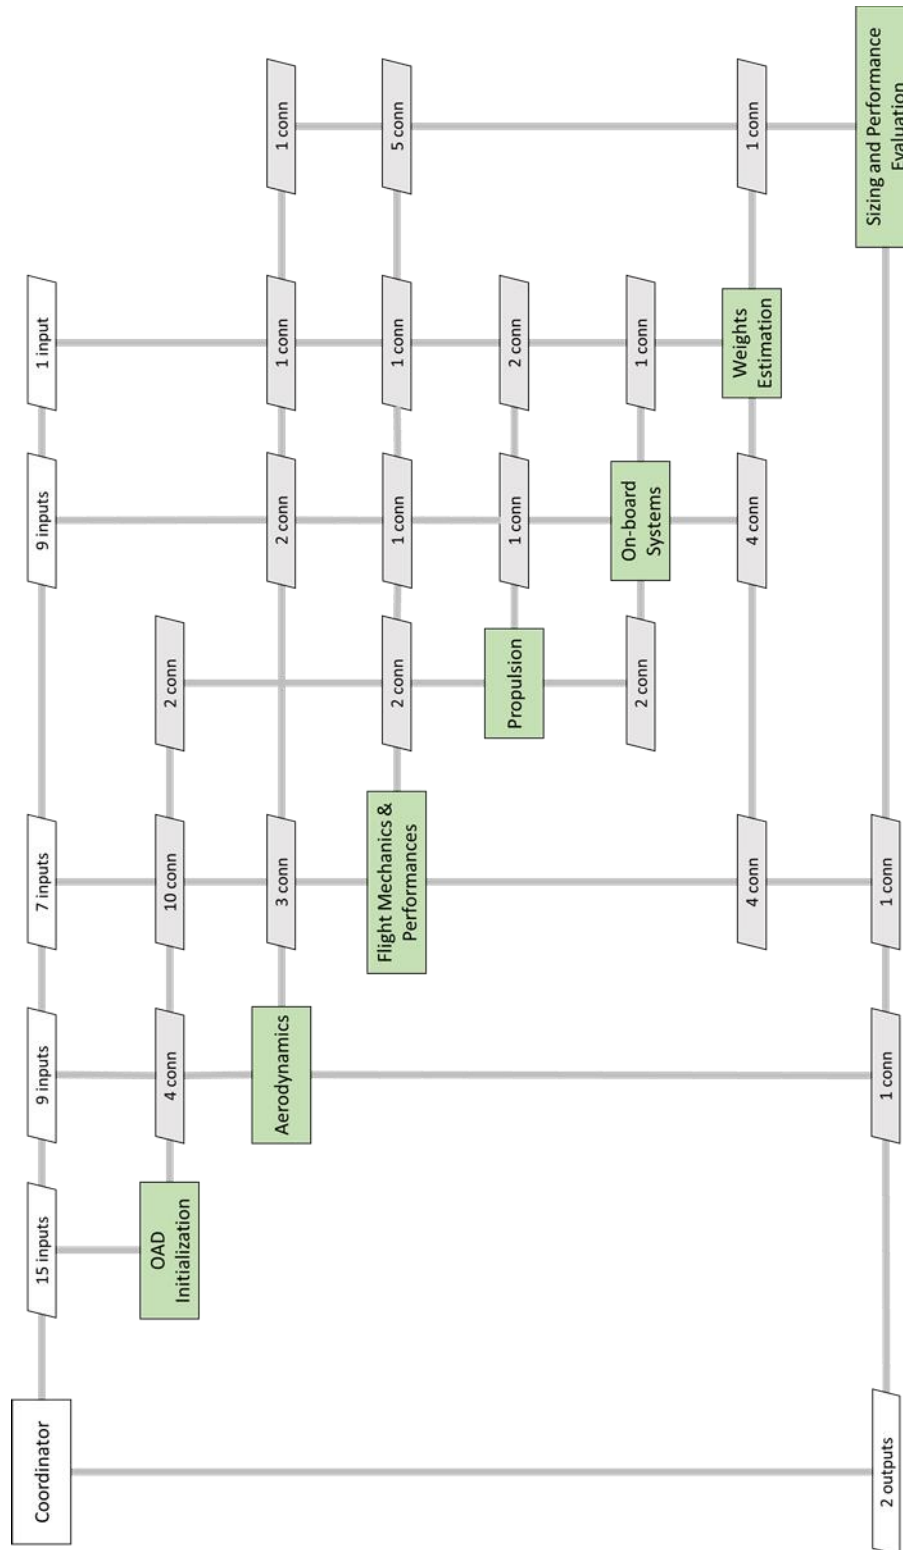 Coordinator
15 inputs
9 inputs
7 inputs
9 inputs
1 input
OAD
Initialization
4 conn
10 conn
2 conn
Aerodynamics
3 conn
2 conn
1 conn
1 conn
Flight Mechanics &
Performances
2 conn
1 conn
1 conn
5 conn
Propulsion
1 conn
2 conn
2 conn
On-board
Systems
1 conn
4 conn
4 conn
Weights
Estimation
1 conn
2 outputs
1 conn
1 conn
Sizing and Performance
Evaluation